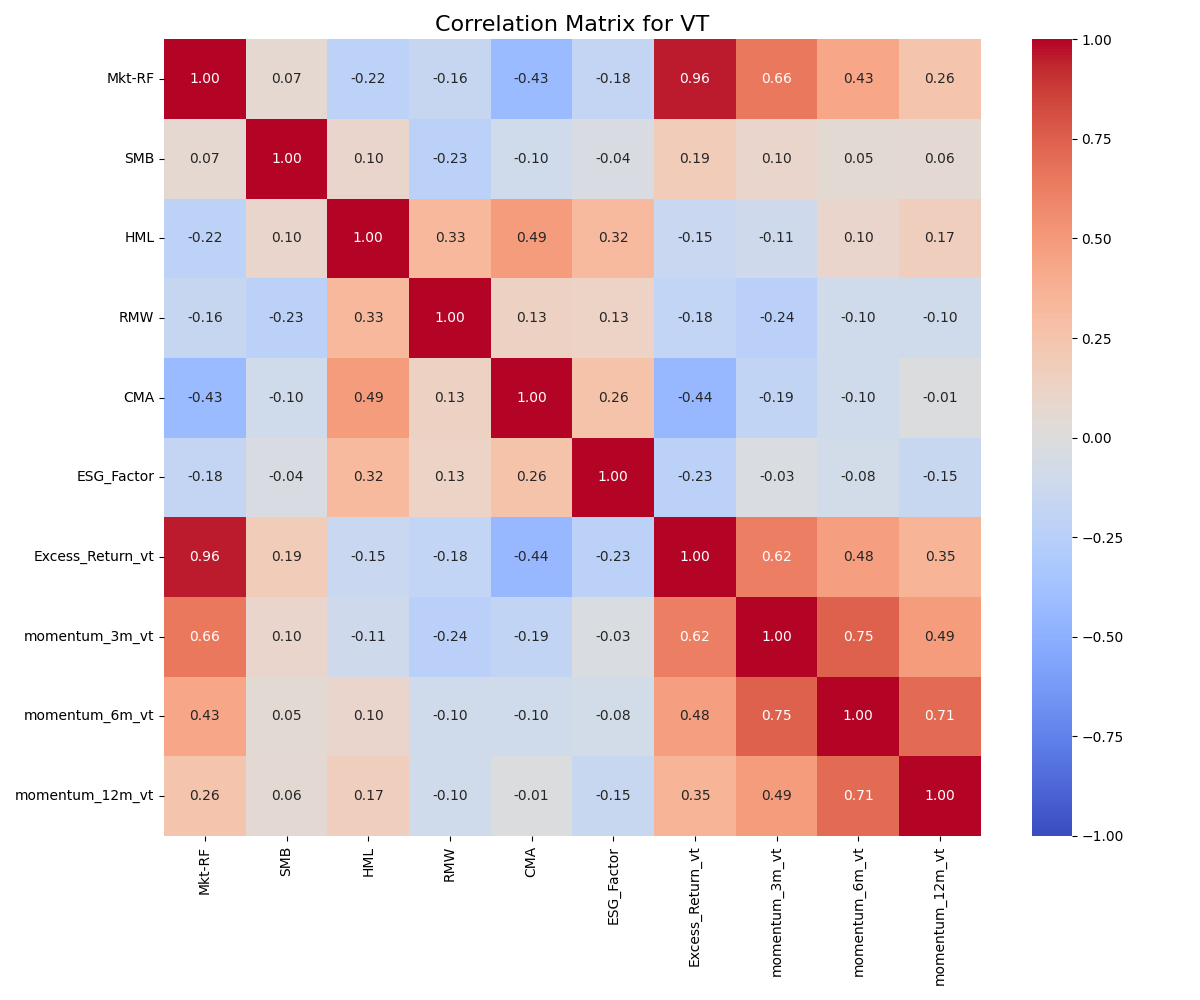 Correlation Matrix for VT
Mkt-RF 1.00 0.07 -0.22 -0.16 -0.43 -0.18 0.96 0.66 0.43 0.26
SMB 0.07 1.00 0.10 -0.23 -0.10 -0.04 0.19 0.10 0.05 0.06
HML -0.22 0.10 1.00 0.33 0.49 0.32 -0.15 -0.11 0.10 0.17
RMW -0.16 -0.23 0.33 1.00 0.13 0.13 -0.18 -0.24 -0.10 -0.10
CMA -0.43 -0.10 0.49 0.13 1.00 0.26 -0.44 -0.19 -0.10 -0.01
ESG_Factor -0.18 -0.04 0.32 0.13 0.26 1.00 -0.23 -0.03 -0.08 -0.15
Excess_Return_vt 0.96 0.19 -0.15 -0.18 -0.44 -0.23 1.00 0.62 0.48 0.35
momentum_3m_vt 0.66 0.10 -0.11 -0.24 -0.19 -0.03 0.62 1.00 0.75 0.49
momentum_6m_vt 0.43 0.05 0.10 -0.10 -0.10 -0.08 0.48 0.75 1.00 0.71
momentum_12m_vt 0.26 0.06 0.17 -0.10 -0.01 -0.15 0.35 0.49 0.71 1.00
Mkt-RF SMB HML RMW CMA ESG_Factor Excess_Return_vt momentum_3m_vt momentum_6m_vt momentum_12m_vt
1.00
0.75
0.50
0.25
0.00
−0.25
−0.50
−0.75
−1.00